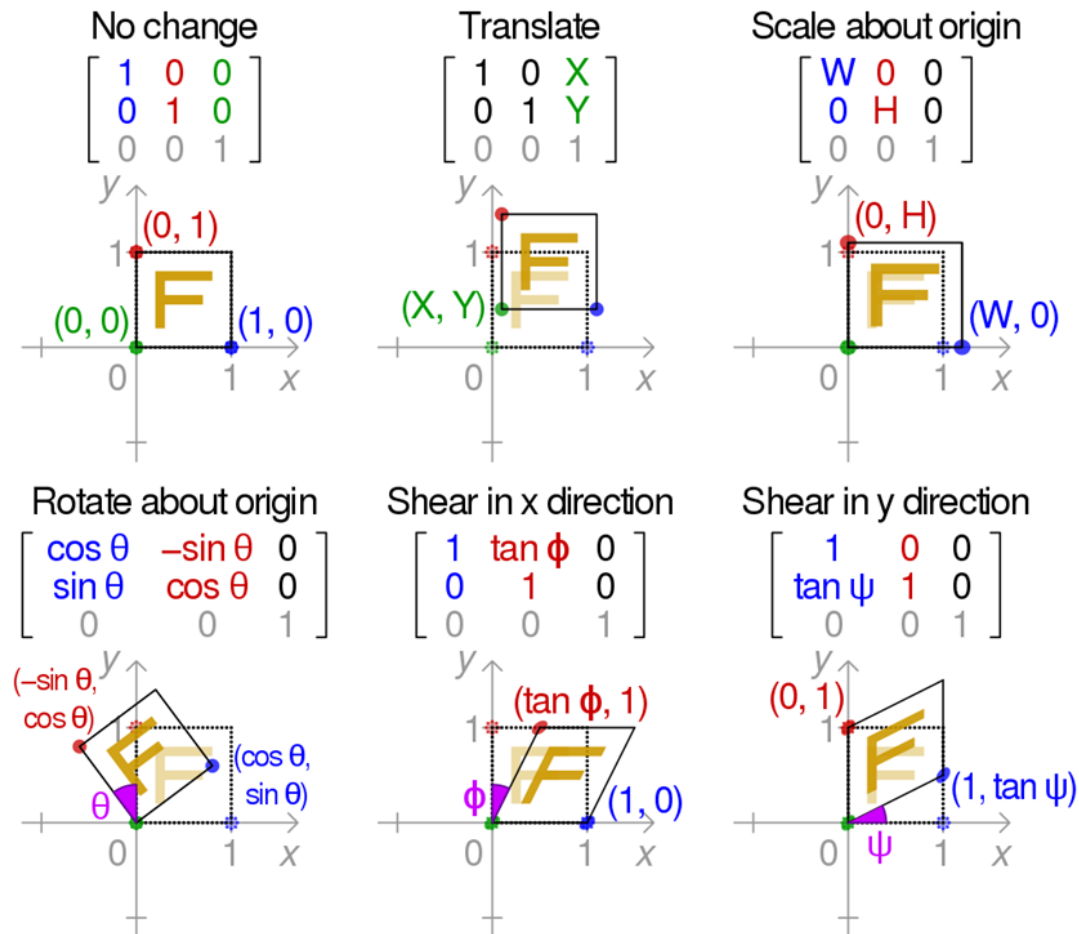 No change
Translate
Scale about origin
1 0 0
0 1 0
0 0 1
1 0 X
0 1 Y
0 0 1
W 0 0
0 H 0
0 0 1
y
(0, 1)
1
F
(0, 0)
(1, 0)
0
1
x
y
1
F
F
(X, Y)
0
1
x
y
(0, H)
1
F
F
(W, 0)
0
1
x
Rotate about origin
Shear in x direction
Shear in y direction
cos θ –sin θ 0
sin θ cos θ 0
0 0 1
1 tan ϕ 0
0 1 0
0 0 1
1 0 0
tan ψ 1 0
0 0 1
y
(–sin θ,
cos θ)
1
F
F
(cos θ,
sin θ)
θ
0
1
x
y
(tan ϕ, 1)
1
F
F
ϕ
(1, 0)
0
1
x
y
(0, 1)
1
F
F
(1, tan ψ)
ψ
0
1
x